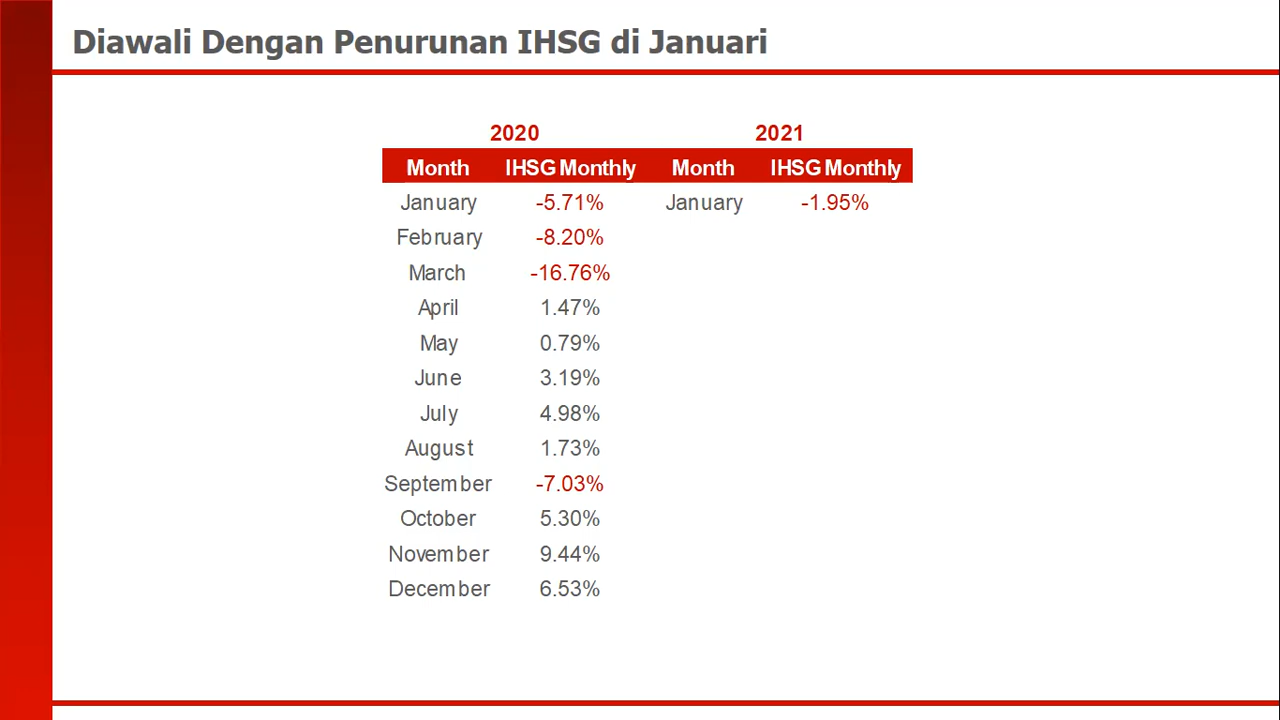 Diawali Dengan Penurunan IHSG di Januari
2020 2021
Month IHSG Monthly Month IHSG Monthly
January -5.71% January -1.95%
February -8.20%
March -16.76%
April 1.47%
May 0.79%
June 3.19%
July 4.98%
August 1.73%
September -7.03%
October 5.30%
November 9.44%
December 6.53%